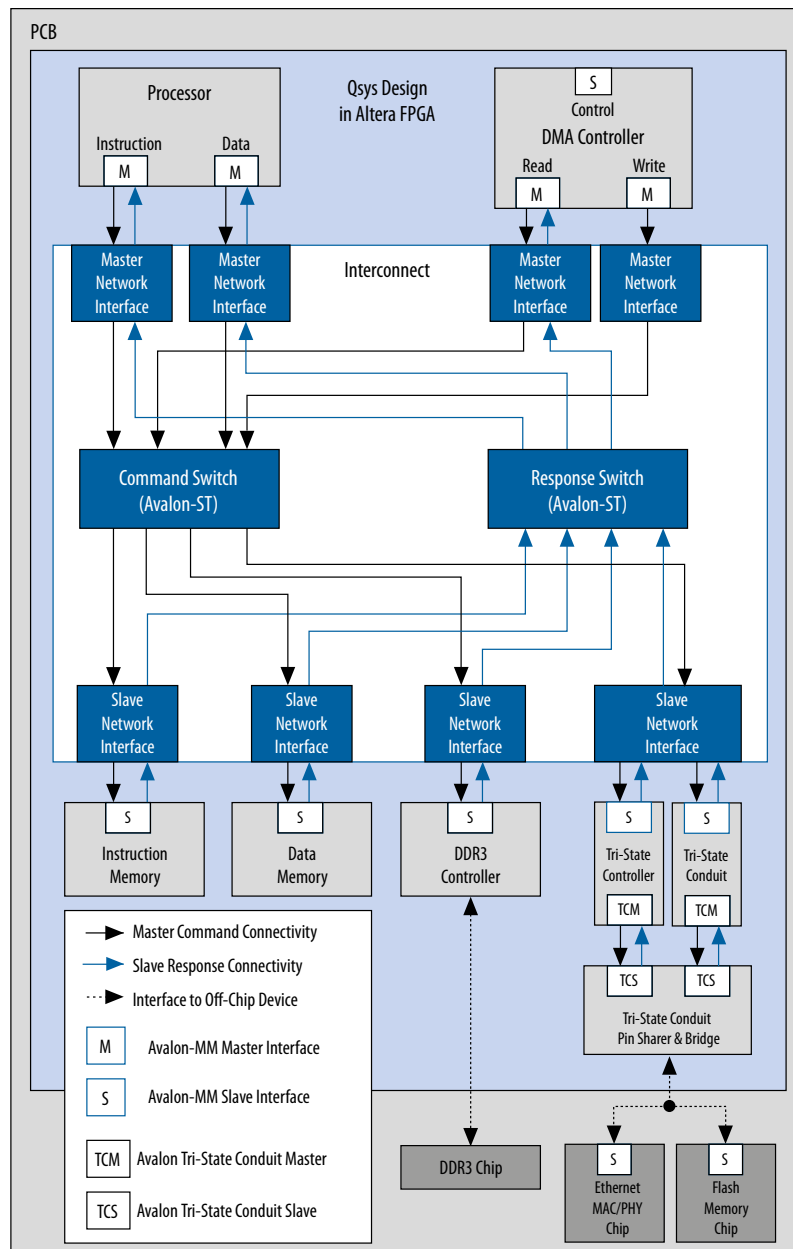 PCB
Processor
Instruction
Data
M
M
Qsys Design
in Altera FPGA
S
Control
DMA Controller
Read
Write
M
M
Master
Network
Interface
Master
Network
Interface
Interconnect
Master
Network
Interface
Master
Network
Interface
Command Switch
(Avalon-ST)
Response Switch
(Avalon-ST)
Slave
Network
Interface
Slave
Network
Interface
Slave
Network
Interface
Slave
Network
Interface
S
Instruction
Memory
S
Data
Memory
S
DDR3
Controller
S
Tri-State
Controller
TCM
S
Tri-State
Conduit
TCM
TCS
TCS
Tri-State Conduit
Pin Sharer & Bridge
Master Command Connectivity
Slave Response Connectivity
Interface to Off-Chip Device
M Avalon-MM Master Interface
S Avalon-MM Slave Interface
TCM Avalon Tri-State Conduit Master
TCS Avalon Tri-State Conduit Slave
DDR3 Chip
S
Ethernet
MAC/PHY
Chip
S
Flash
Memory
Chip